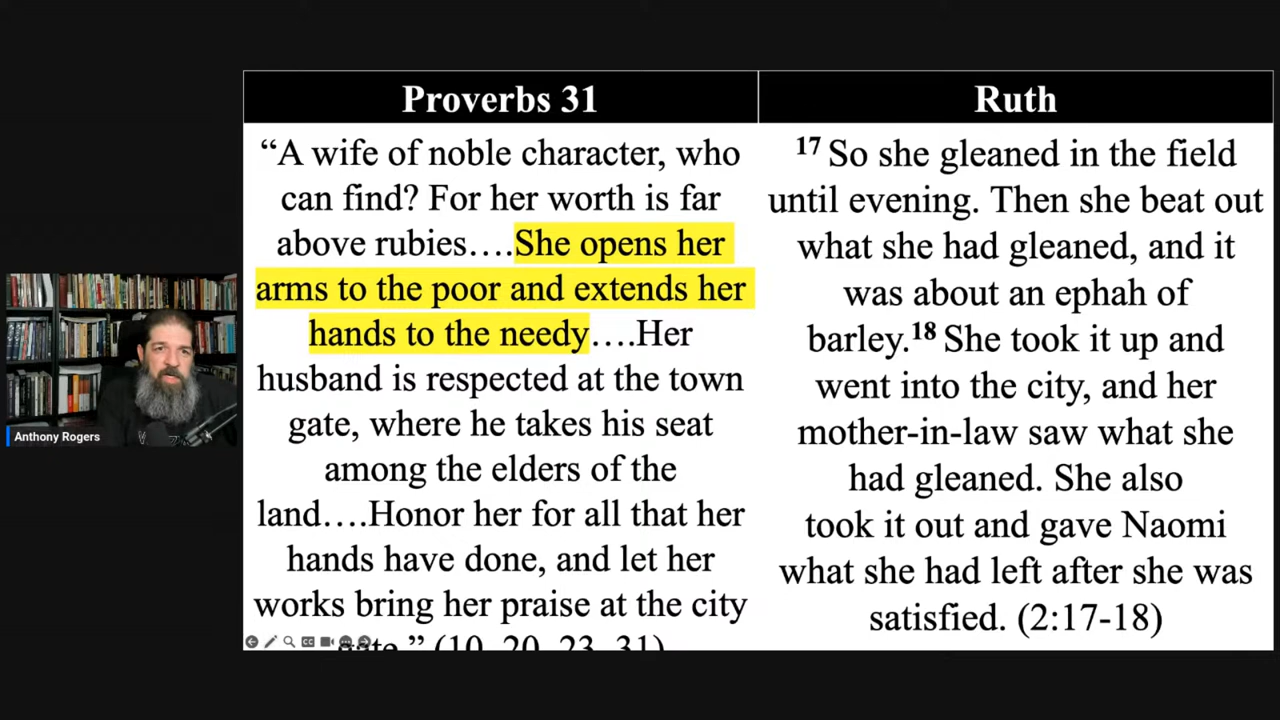 Proverbs 31
“A wife of noble character, who
can find? For her worth is far
above rubies….She opens her
arms to the poor and extends her
hands to the needy….Her
husband is respected at the town
gate, where he takes his seat
among the elders of the
land….Honor her for all that her
hands have done, and let her
works bring her praise at the city
gate.” (10, 20, 23, 31)
Ruth
17 So she gleaned in the field
until evening. Then she beat out
what she had gleaned, and it
was about an ephah of
barley.18 She took it up and
went into the city, and her
mother-in-law saw what she
had gleaned. She also
took it out and gave Naomi
what she had left after she was
satisfied. (2:17-18)
Anthony Rogers